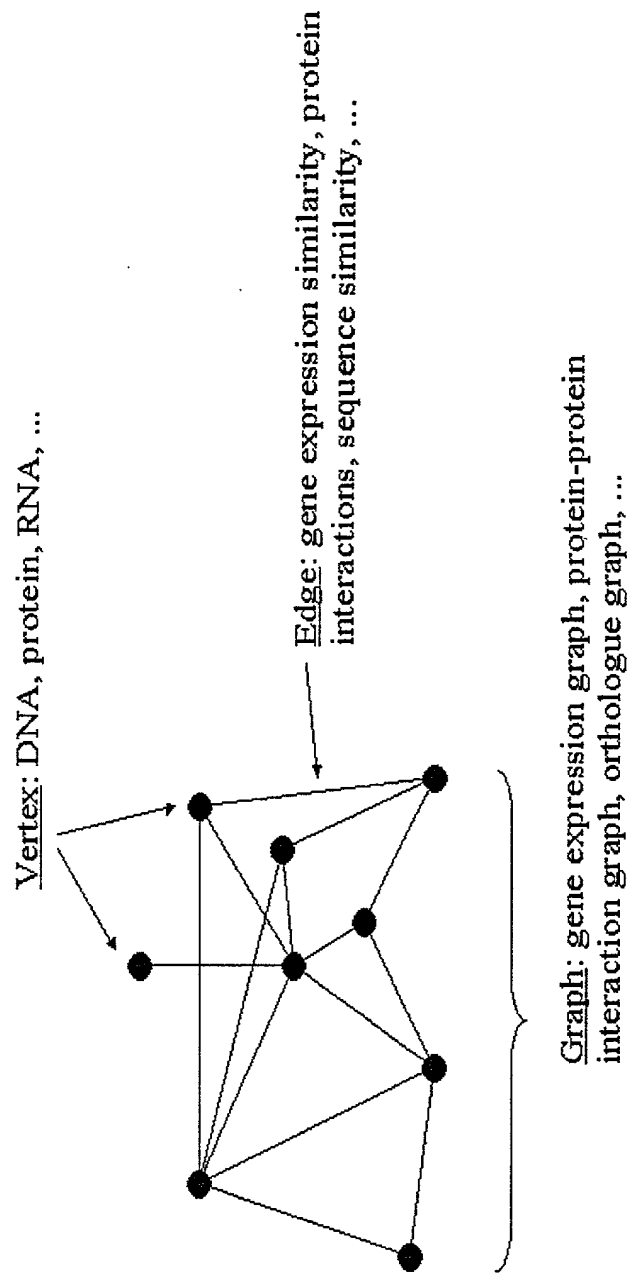 Vertex: DNA, protein, RNA, ...
Edge: gene expression similarity, protein
interactions, sequence similarity, ...
Graph: gene expression graph, protein-protein
interaction graph, orthologue graph, ...